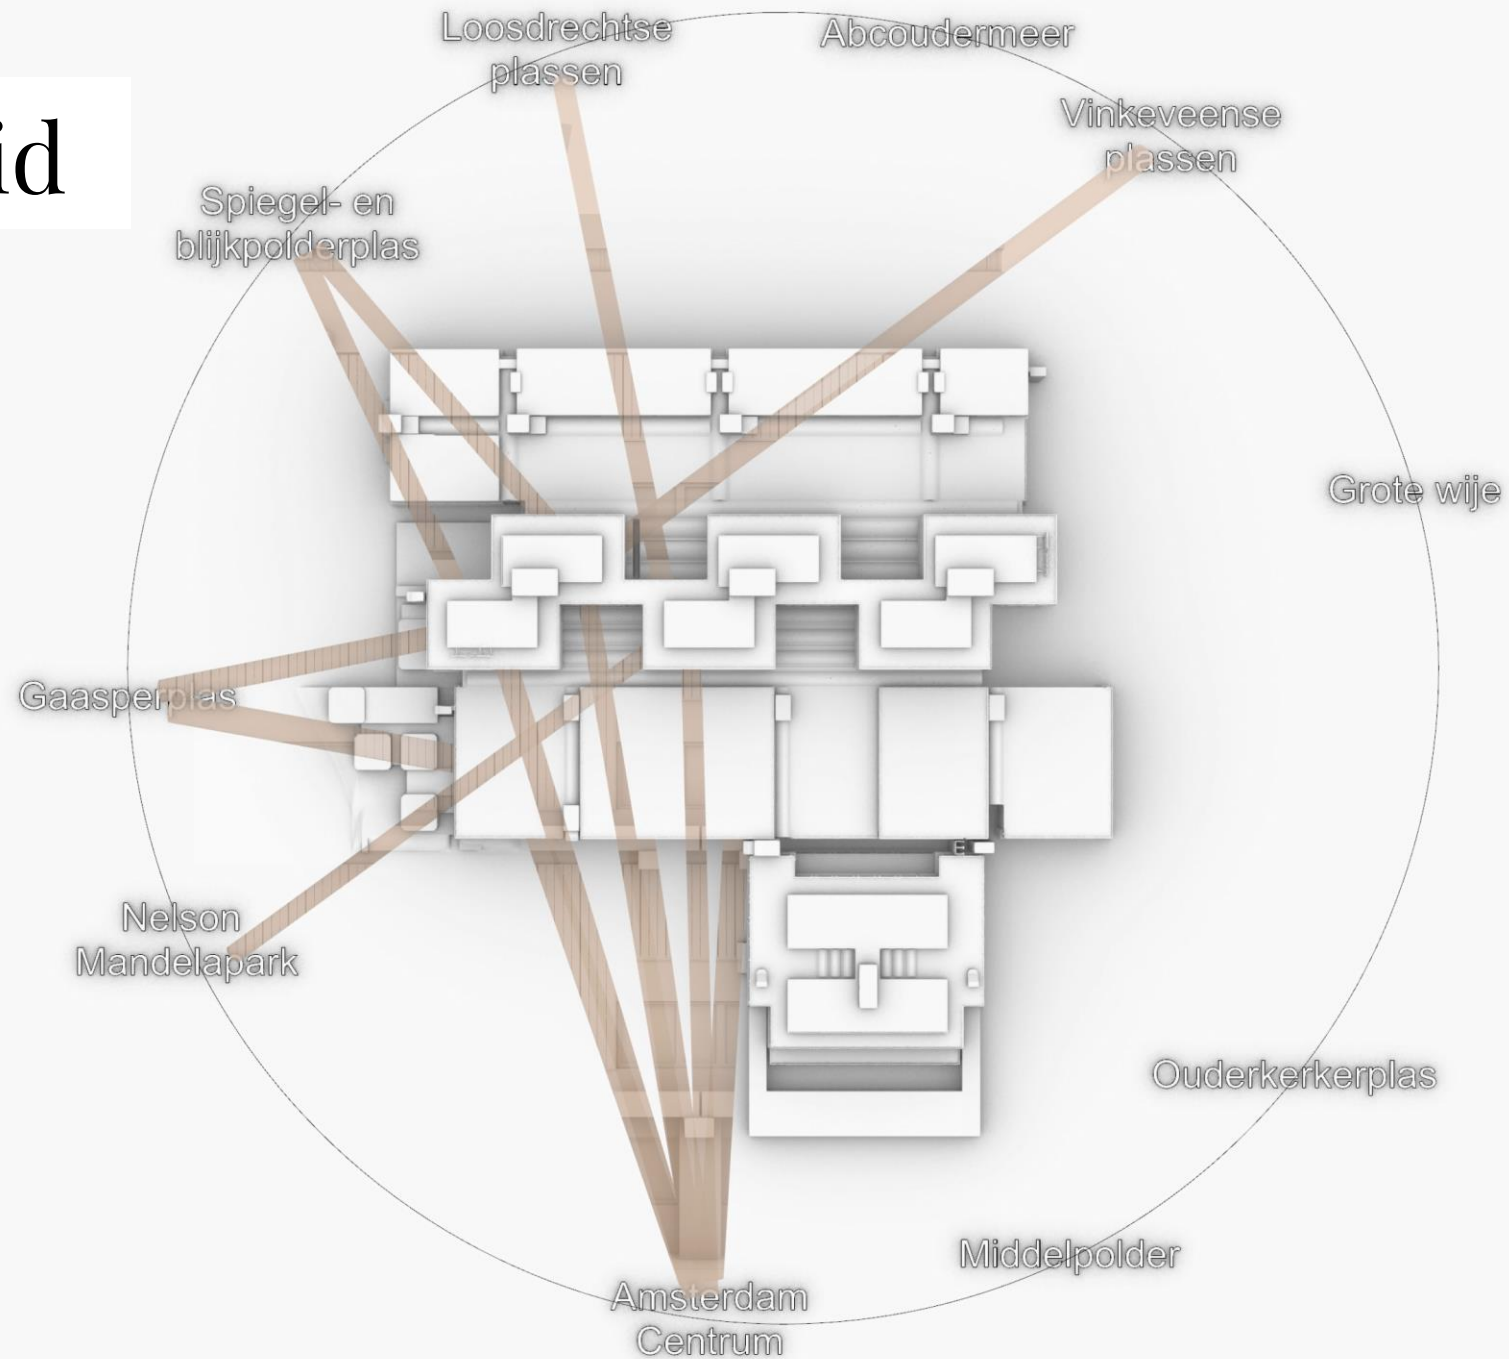 Loosdrechtse
plassen
Abcoudermeer
Vinkeveense
plassen
id
Spiegel- en
blijkpolderplas
Grote wije
Gaasperplas
Nelson
Mandelapark
Ouderkerkerplas
Middelpolder
Amsterdam
Centrum